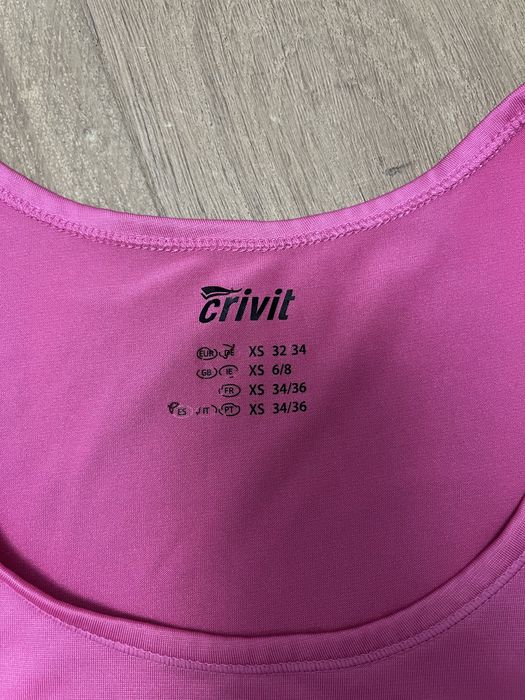 crivit
EUR DE XS 32 34
GB IE XS 6/8
FR XS 34/36
ES IT PT XS 34/36